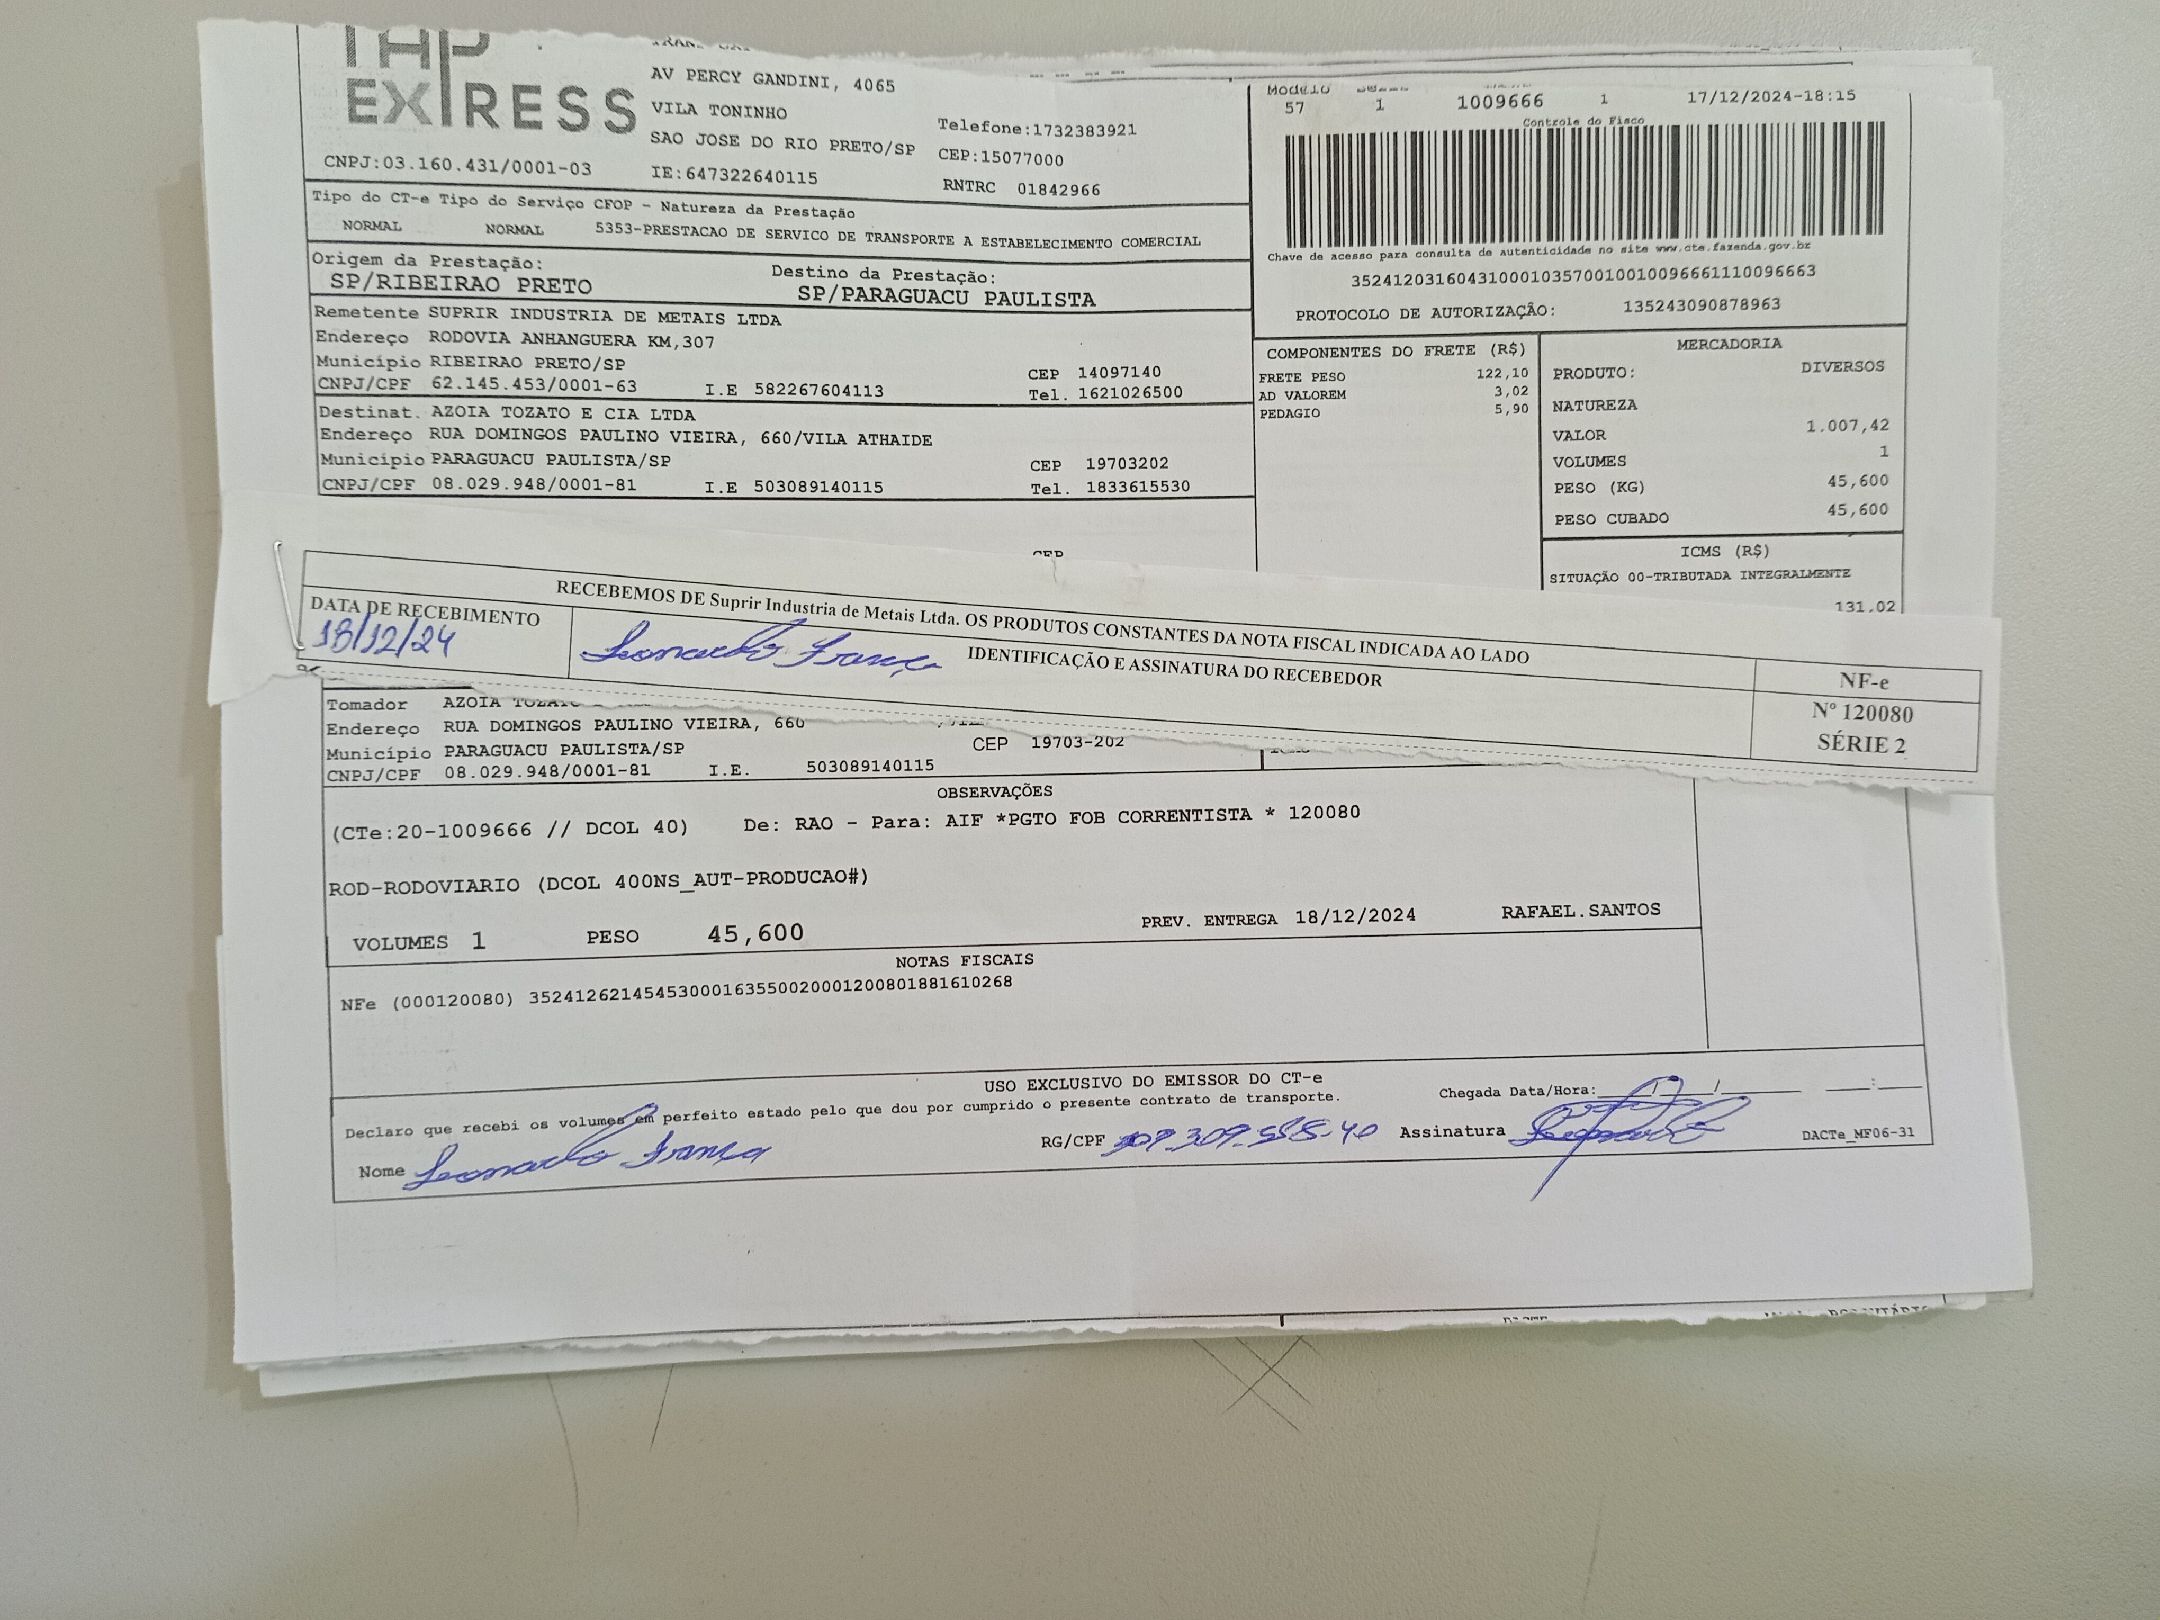 TAP
EXPRESS
AV PERCY GANDINI, 4065
VILA TONINHO
SAO JOSE DO RIO PRETO/SP
Telefone:1732383921
CEP:15077000
CNPJ:03.160.431/0001-03
IE:647322640115
RNTRC 01842966
Modelo
57 1 1009666 1 17/12/2024-18:15
Controle do Fisco
Chave de acesso para consulta de autenticidade no site www.cte.fazenda.gov.br
35241203160431000103570010010096661110096663
PROTOCOLO DE AUTORIZAÇÃO: 135243090878963
Tipo do CT-e Tipo do Serviço CFOP - Natureza da Prestação
NORMAL NORMAL 5353-PRESTACAO DE SERVICO DE TRANSPORTE A ESTABELECIMENTO COMERCIAL
Origem da Prestação:
SP/RIBEIRAO PRETO
Destino da Prestação:
SP/PARAGUACU PAULISTA
Remetente SUPRIR INDUSTRIA DE METAIS LTDA
Endereço RODOVIA ANHANGUERA KM,307
Município RIBEIRAO PRETO/SP CEP 14097140
CNPJ/CPF 62.145.453/0001-63 I.E 582267604113 Tel. 1621026500
Destinat. AZOIA TOZATO E CIA LTDA
Endereço RUA DOMINGOS PAULINO VIEIRA, 660/VILA ATHAIDE
Município PARAGUACU PAULISTA/SP CEP 19703202
CNPJ/CPF 08.029.948/0001-81 I.E 503089140115 Tel. 1833615530
CEP
COMPONENTES DO FRETE (R$)
FRETE PESO 122,10
AD VALOREM 3,02
PEDAGIO 5,90
MERCADORIA
PRODUTO: DIVERSOS
NATUREZA
VALOR 1.007,42
VOLUMES 1
PESO (KG) 45,600
PESO CUBADO 45,600
ICMS (R$)
SITUAÇÃO 00-TRIBUTADA INTEGRALMENTE
131,02
RECEBEMOS DE Suprir Industria de Metais Ltda. OS PRODUTOS CONSTANTES DA NOTA FISCAL INDICADA AO LADO
DATA DE RECEBIMENTO
18/12/24
Leonardo França
IDENTIFICAÇÃO E ASSINATURA DO RECEBEDOR
NF-e
Nº 120080
SÉRIE 2
Tomador AZOIA TOZATO
Endereço RUA DOMINGOS PAULINO VIEIRA, 660
Município PARAGUACU PAULISTA/SP CEP 19703-202
CNPJ/CPF 08.029.948/0001-81 I.E. 503089140115
OBSERVAÇÕES
(CTe:20-1009666 // DCOL 40) De: RAO - Para: AIF *PGTO FOB CORRENTISTA * 120080
ROD-RODOVIARIO (DCOL 400NS_AUT-PRODUCAO#)
VOLUMES 1 PESO 45,600 PREV. ENTREGA 18/12/2024 RAFAEL.SANTOS
NOTAS FISCAIS
NFe (000120080) 35241262145453000163550020001200801881610268
USO EXCLUSIVO DO EMISSOR DO CT-e
Declaro que recebi os volumes em perfeito estado pelo que dou por cumprido o presente contrato de transporte.
Chegada Data/Hora:____/____/________ ____:____
Nome Leonardo França RG/CPF Assinatura
DACTe_MF06-31